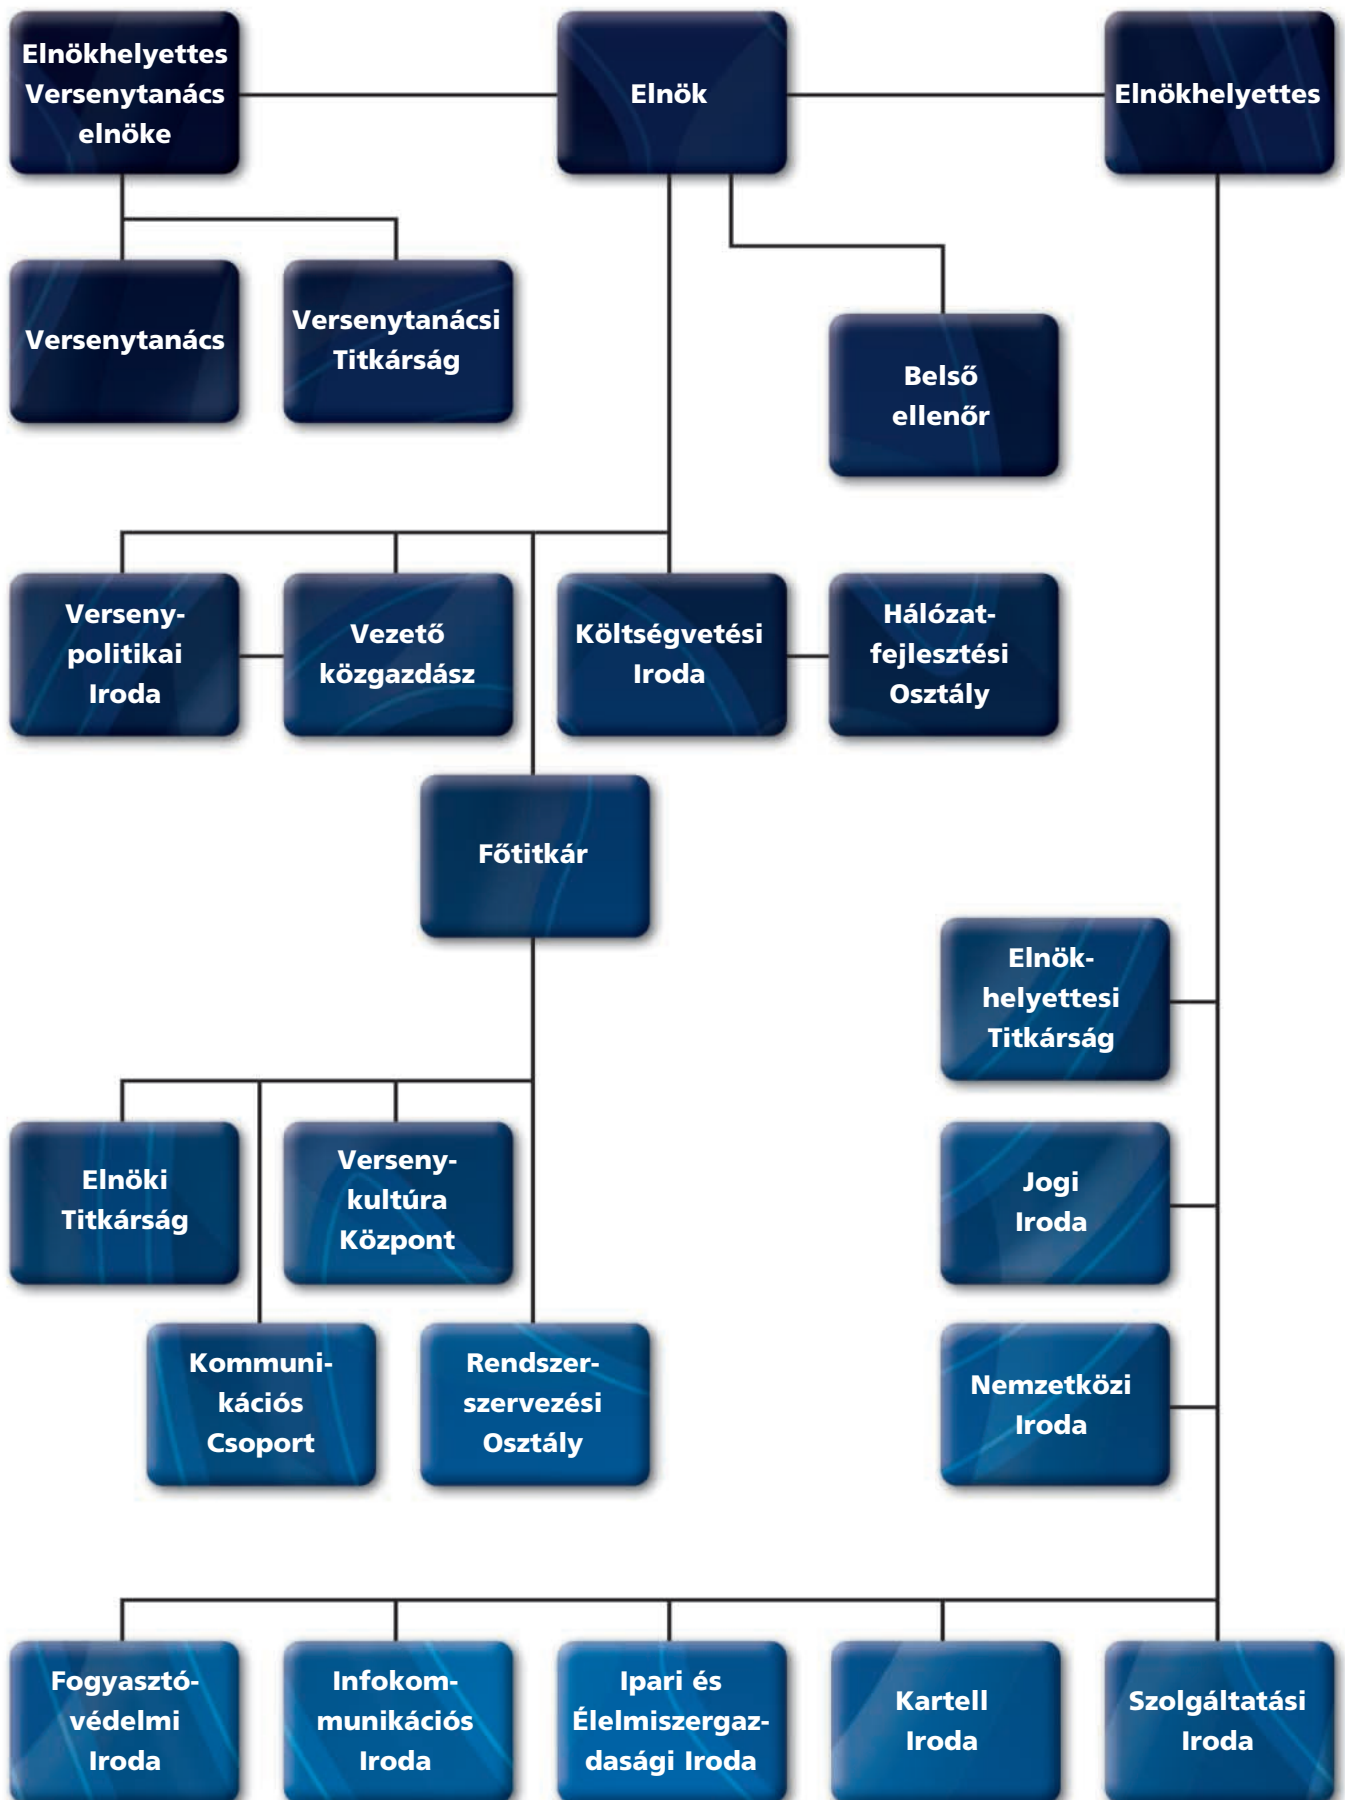 Elnökhelyettes
Versenytanács
elnöke
Elnök
Elnökhelyettes
Versenytanács
Versenytanácsi
Titkárság
Belső
ellenőr
Verseny-
politikai
Iroda
Vezető
közgazdász
Költségvetési
Iroda
Hálózat-
fejlesztési
Osztály
Főtitkár
Elnök-
helyettesi
Titkárság
Elnöki
Titkárság
Verseny-
kultúra
Központ
Jogi
Iroda
Kommuni-
kációs
Csoport
Rendszer-
szervezési
Osztály
Nemzetközi
Iroda
Fogyasztó-
védelmi
Iroda
Infokom-
munikációs
Iroda
Ipari és
Élelmiszergaz-
dasági Iroda
Kartell
Iroda
Szolgáltatási
Iroda